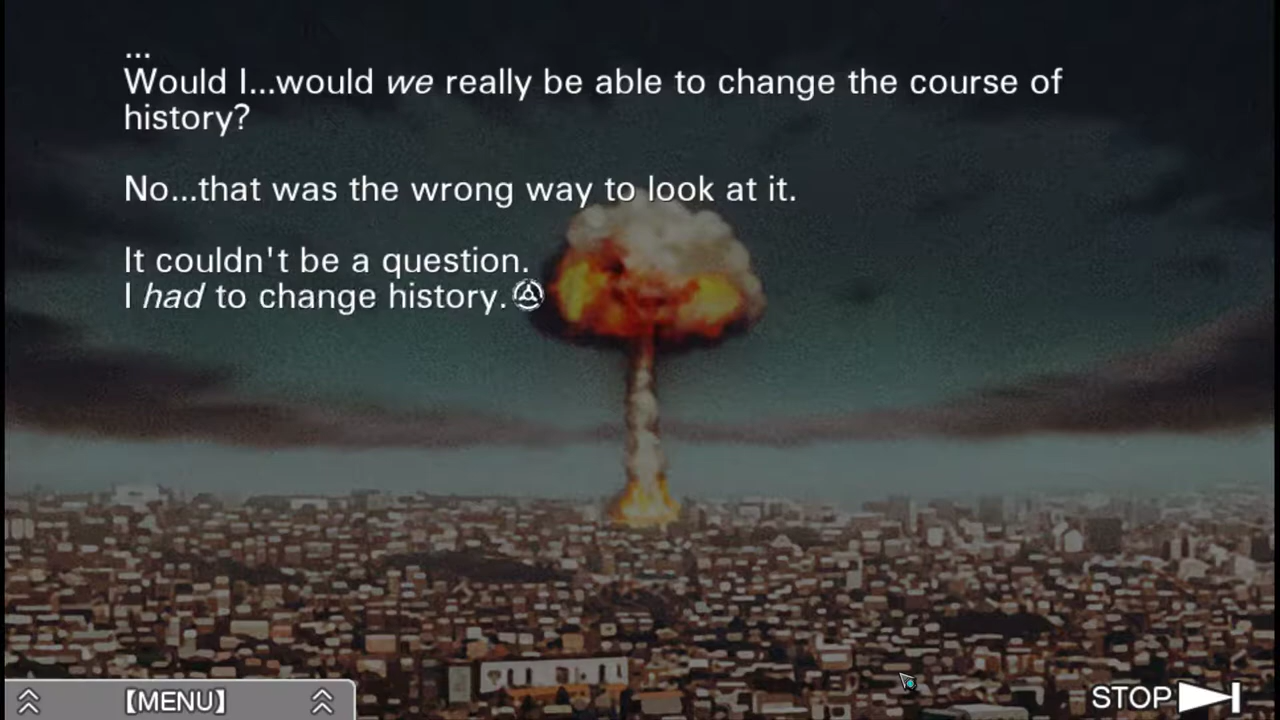 ...
Would I...would we really be able to change the course of
history?
No...that was the wrong way to look at it.
It couldn't be a question.
I had to change history.
【MENU】
STOP